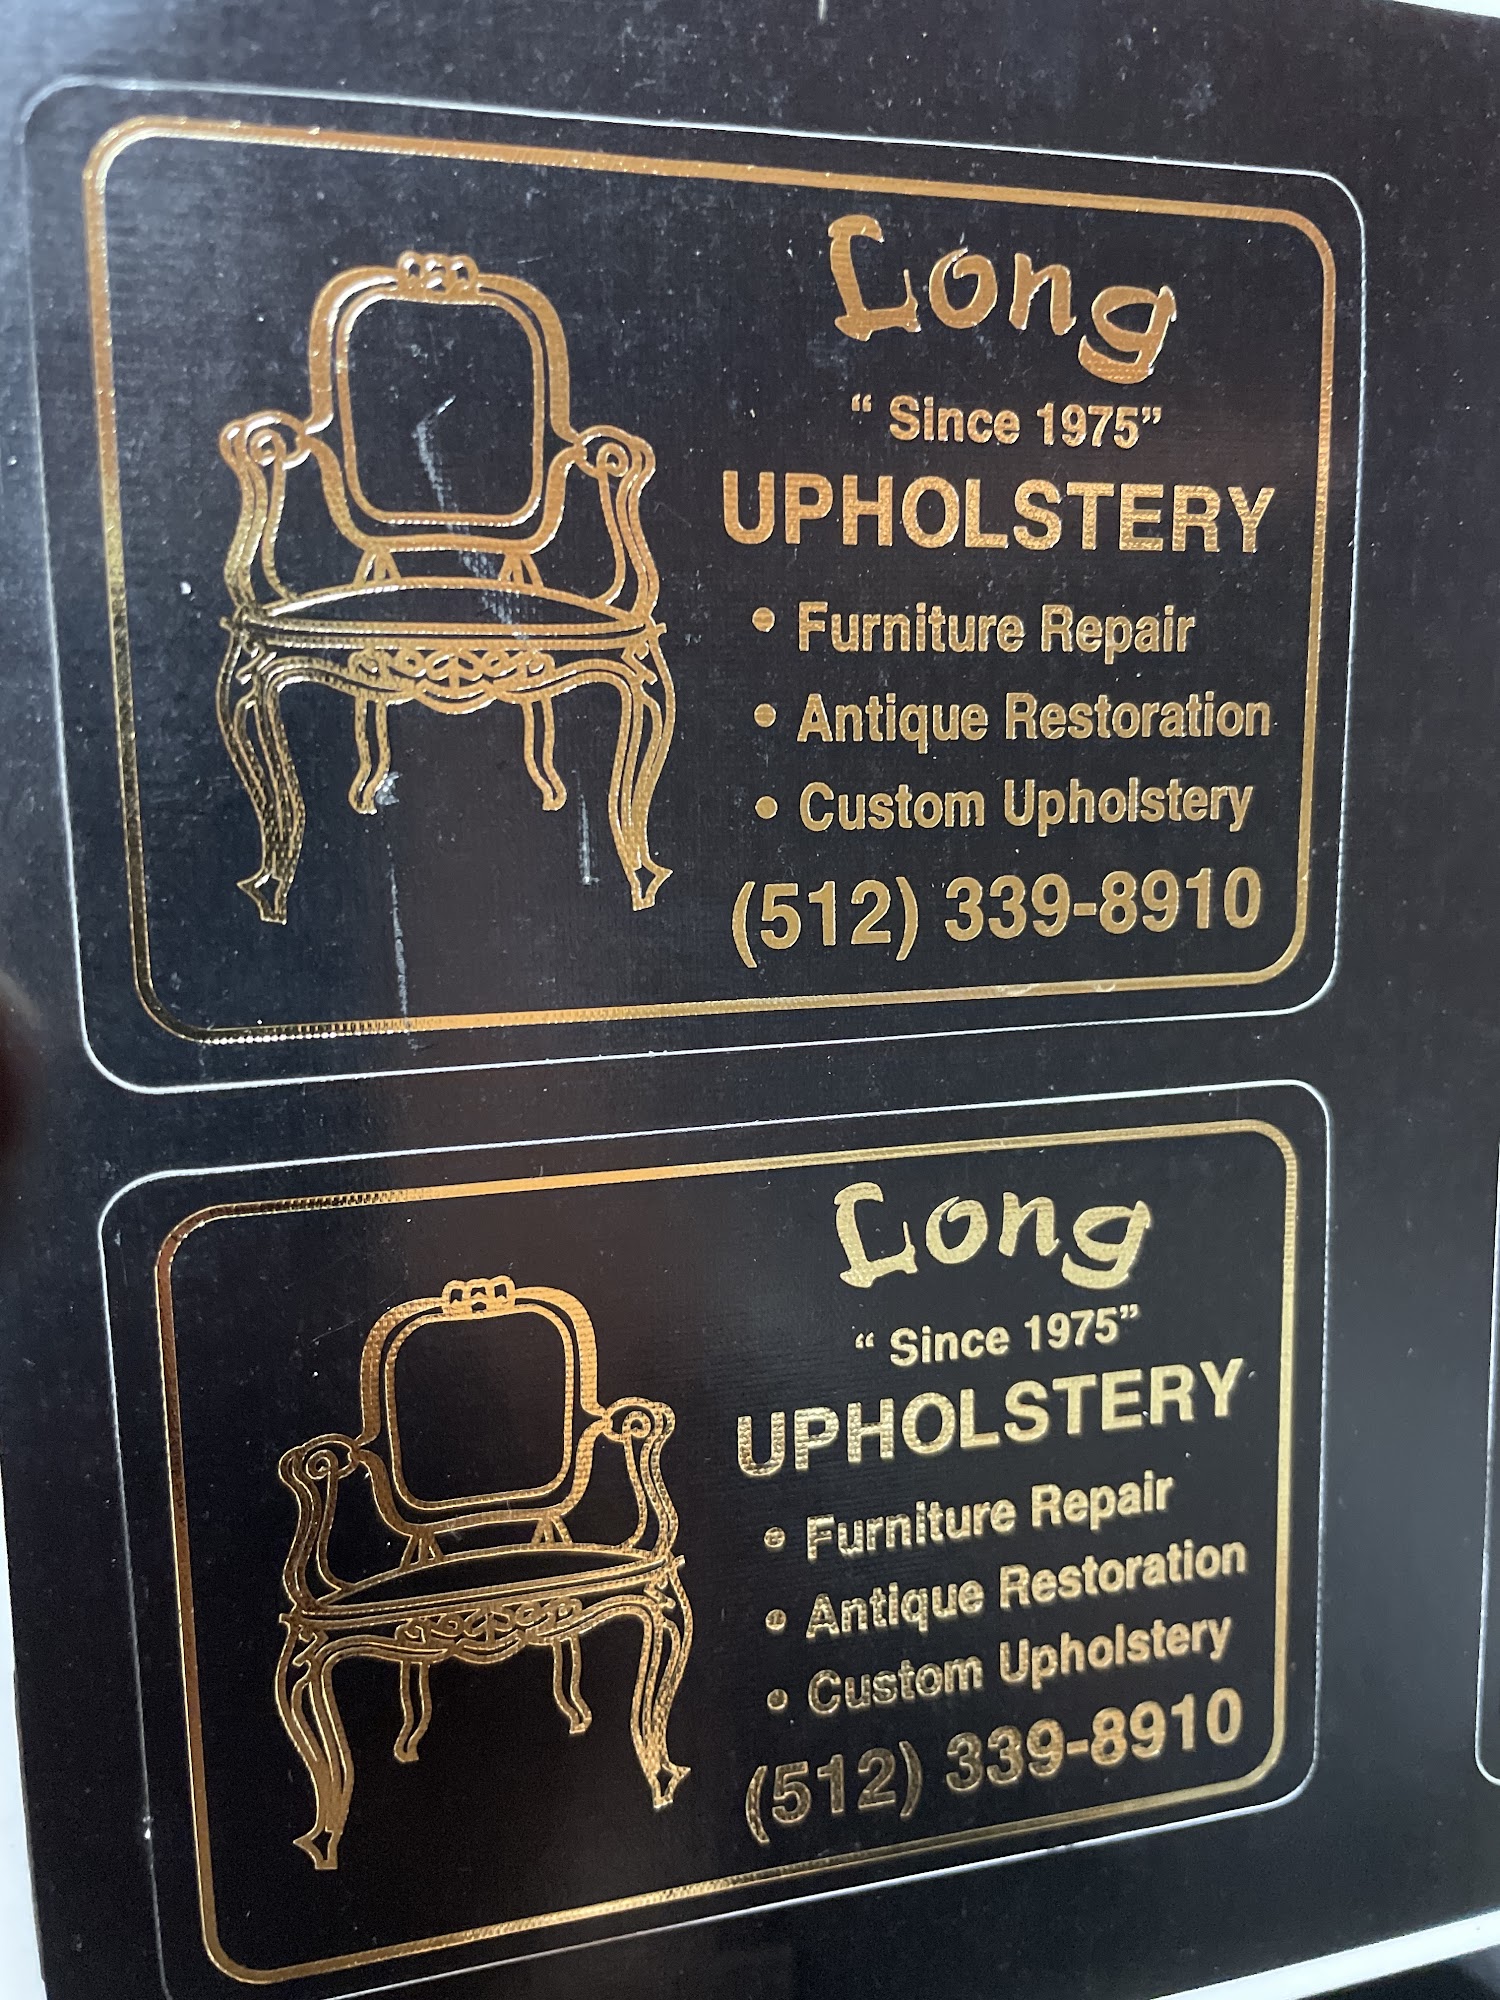 Long
“ Since 1975”
UPHOLSTERY
• Furniture Repair
• Antique Restoration
• Custom Upholstery
(512) 339-8910
Long
“ Since 1975”
UPHOLSTERY
• Furniture Repair
• Antique Restoration
• Custom Upholstery
(512) 339-8910